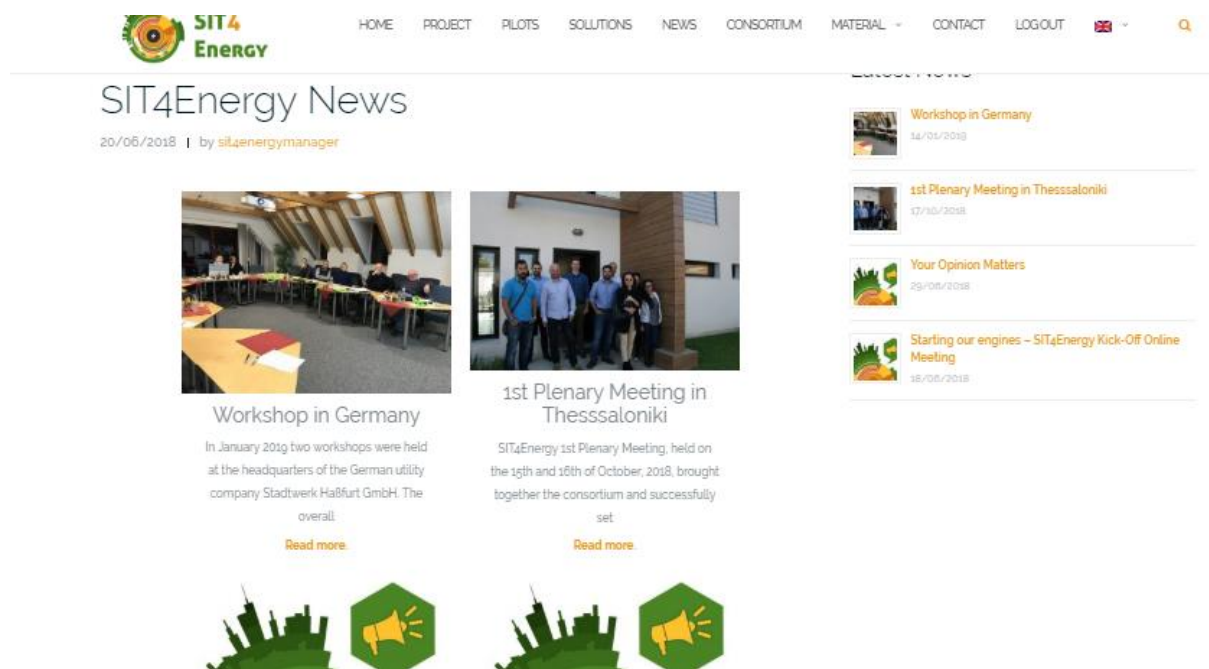 SIT4
Energy
HOME PROJECT PILOTS SOLUTIONS NEWS CONSORTIUM MATERIAL CONTACT LOGOUT
SIT4Energy News
20/06/2018 | by sit4energymanager
Workshop in Germany
In January 2019 two workshops were held
at the headquarters of the German utility
company Stadtwerk Haßfurt GmbH. The
overall
Read more.
1st Plenary Meeting in
Thesssaloniki
SIT4Energy 1st Plenary Meeting, held on
the 15th and 16th of October, 2018, brought
together the consortium and successfully
set
Read more.
Latest News
Workshop in Germany
14/01/2019
1st Plenary Meeting in Thesssaloniki
17/10/2018
Your Opinion Matters
29/06/2018
Starting our engines – SIT4Energy Kick-Off Online
Meeting
18/06/2018